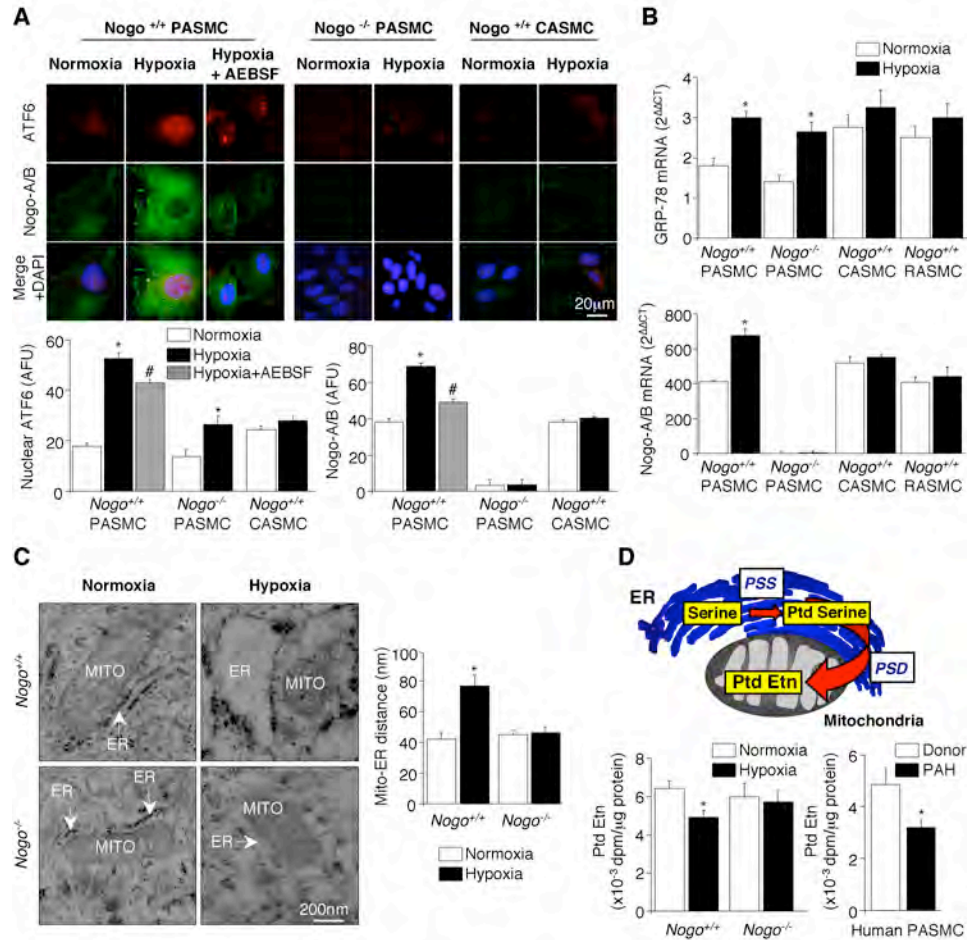 A
Nogo +/+ PASMC
Nogo -/- PASMC
Nogo +/+ CASMC
Normoxia
Hypoxia
Hypoxia
+ AEBSF
Normoxia
Hypoxia
Normoxia
Hypoxia
ATF6
Nogo-A/B
Merge
+DAPI
20µm
Nuclear ATF6 (AFU)
60
40
20
0
*
#
*
Normoxia
Hypoxia
Hypoxia+AEBSF
Nogo+/+
PASMC
Nogo-/-
PASMC
Nogo+/+
CASMC
Nogo-A/B (AFU)
80
60
40
20
0
*
#
Nogo+/+
PASMC
Nogo-/-
PASMC
Nogo+/+
CASMC
B
Normoxia
Hypoxia
GRP-78 mRNA (2ΔΔCT)
4
3
2
1
0
*
*
Nogo+/+
PASMC
Nogo-/-
PASMC
Nogo+/+
CASMC
Nogo+/+
RASMC
Nogo-A/B mRNA (2ΔΔCT)
800
600
400
200
0
*
Nogo+/+
PASMC
Nogo-/-
PASMC
Nogo+/+
CASMC
Nogo+/+
RASMC
C
Normoxia
Hypoxia
Nogo+/+
MITO
ER
ER
MITO
Nogo-/-
ER
ER
MITO
MITO
ER
200nm
Mito-ER distance (nm)
100
80
60
40
20
0
*
Nogo+/+
Nogo-/-
Normoxia
Hypoxia
D
ER
PSS
Serine
Ptd Serine
PSD
Ptd Etn
Mitochondria
Normoxia
Hypoxia
Ptd Etn
(x10-3 dpm/µg protein)
8
6
4
2
0
*
Nogo+/+
Nogo-/-
Donor
PAH
Ptd Etn
(x10-3 dpm/µg protein)
6
4
2
0
*
Human PASMC